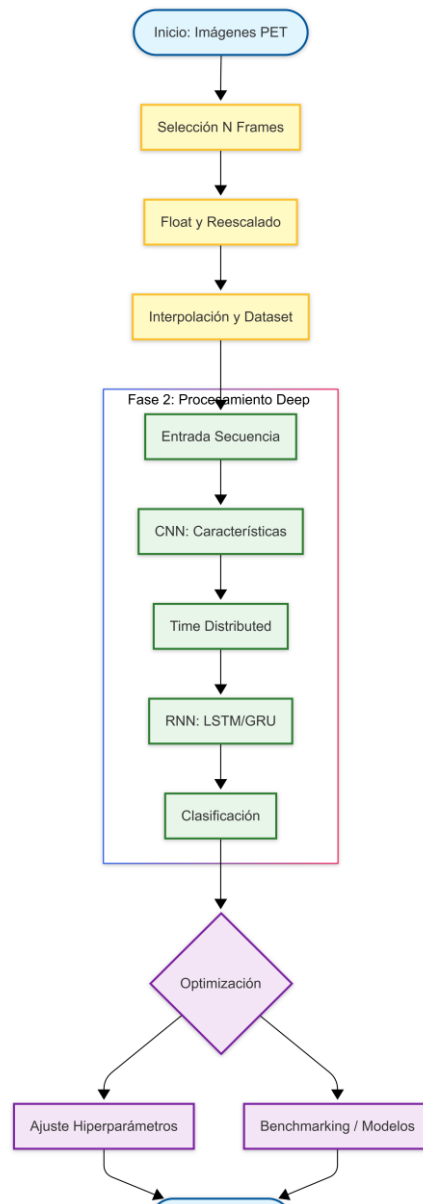 Inicio: Imágenes PET
Selección N Frames
Float y Reescalado
Interpolación y Dataset
Fase 2: Procesamiento Deep
Entrada Secuencia
CNN: Características
Time Distributed
RNN: LSTM/GRU
Clasificación
Optimización
Ajuste Hiperparámetros
Benchmarking / Modelos